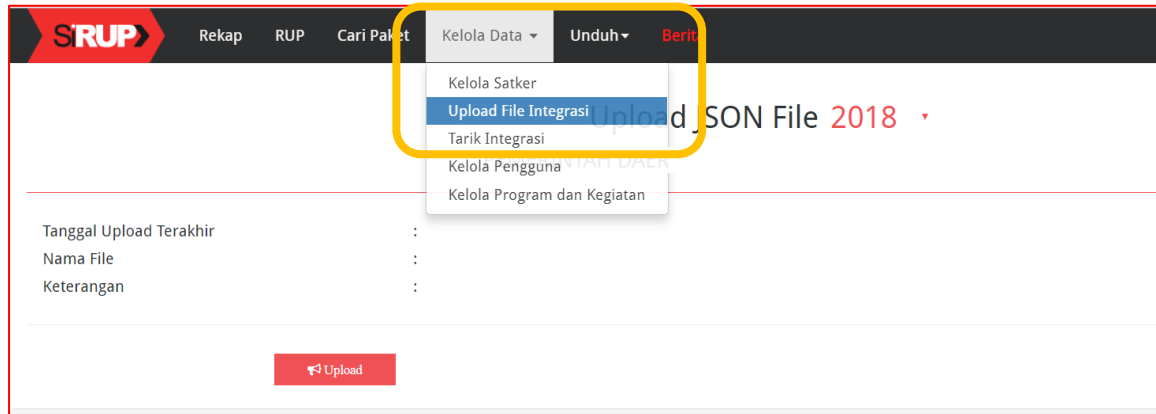 SiRUP Rekap RUP Cari Paket Kelola Data Unduh Berita
Kelola Satker
Upload File Integrasi
Tarik Integrasi
Kelola Pengguna
Kelola Program dan Kegiatan
Upload JSON File 2018
Tanggal Upload Terakhir :
Nama File :
Keterangan :
Upload